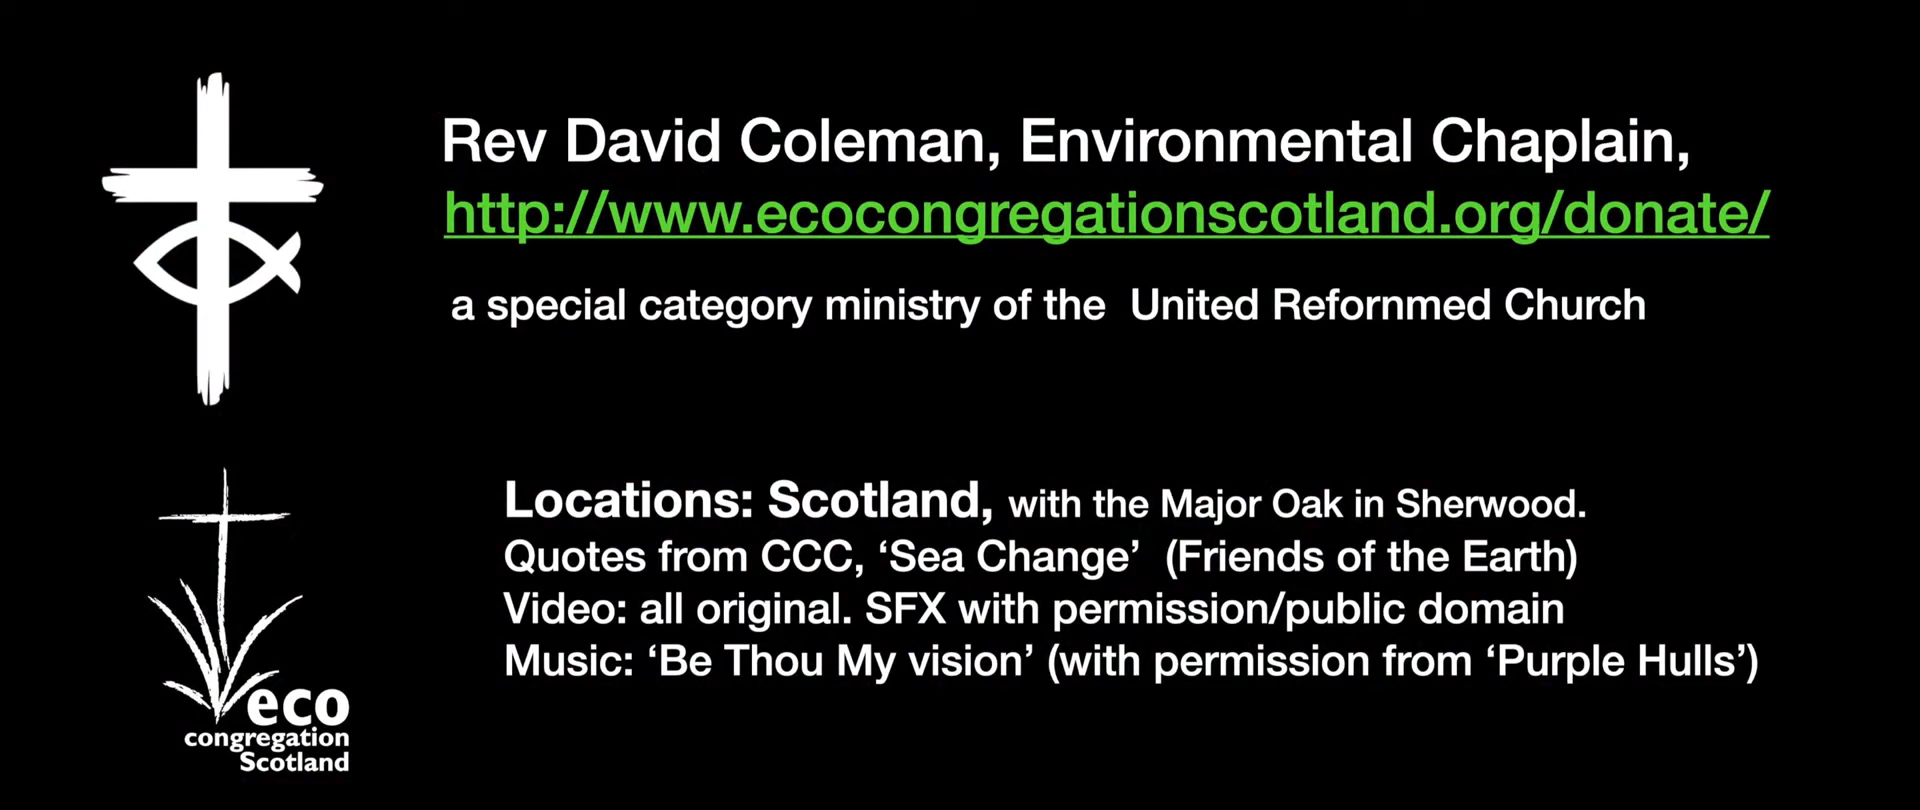 Rev David Coleman, Environmental Chaplain,
http://www.ecocongregationscotland.org/donate/
a special category ministry of the  United Refornmed Church
Locations: Scotland, with the Major Oak in Sherwood.
Quotes from CCC, ‘Sea Change’  (Friends of the Earth)
Video: all original. SFX with permission/public domain
Music: ‘Be Thou My vision’ (with permission from ‘Purple Hulls’)
eco
congregation
Scotland